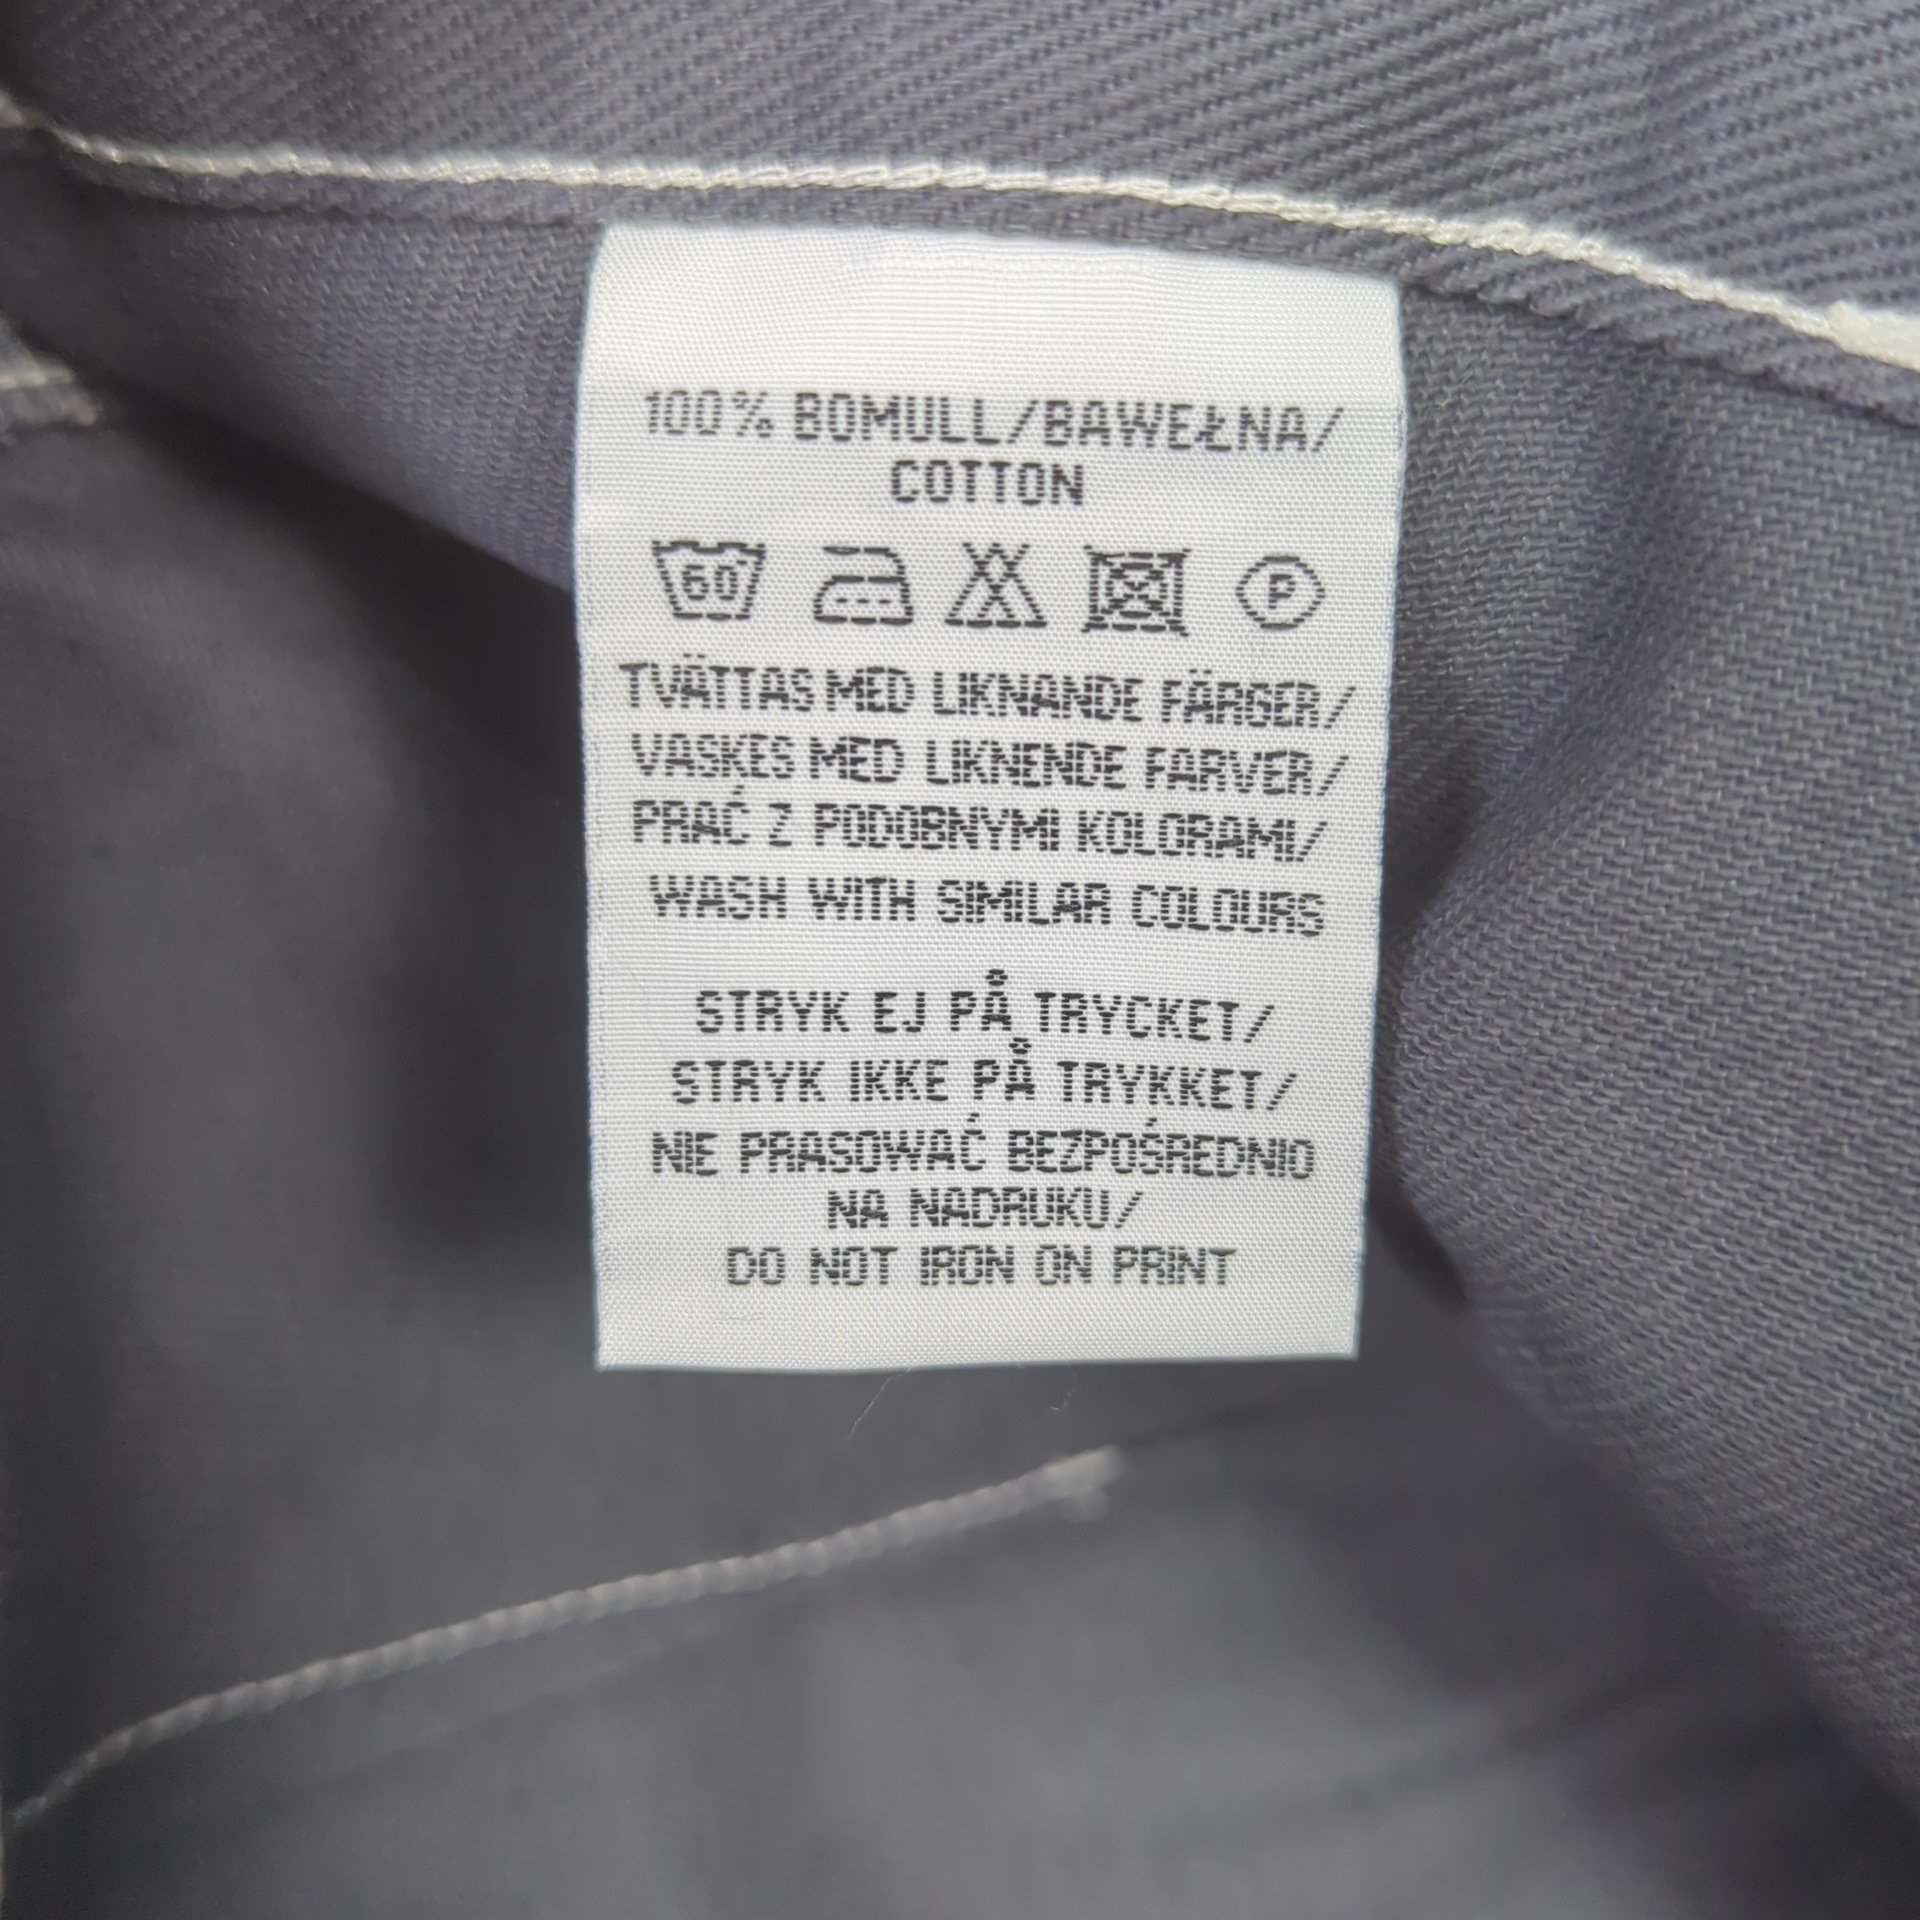 100% BOMULL/BAWEŁNA/
COTTON
60 P
TVÄTTAS MED LIKNANDE FÄRGER/
VASKES MED LIKNENDE FARVER/
PRAĆ Z PODOBNYMI KOLORAMI/
WASH WITH SIMILAR COLOURS
STRYK EJ PÅ TRYCKET/
STRYK IKKE PÅ TRYKKET/
NIE PRASOWAĆ BEZPOŚREDNIO
NA NADRUKU/
DO NOT IRON ON PRINT